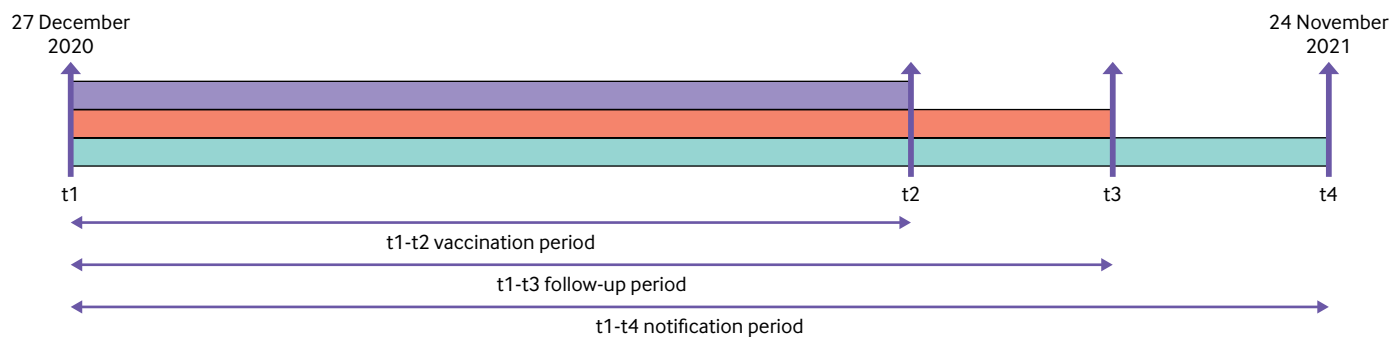 27 December
2020
24 November
2021
t1
t2
t3
t4
t1-t2 vaccination period
t1-t3 follow-up period
t1-t4 notification period